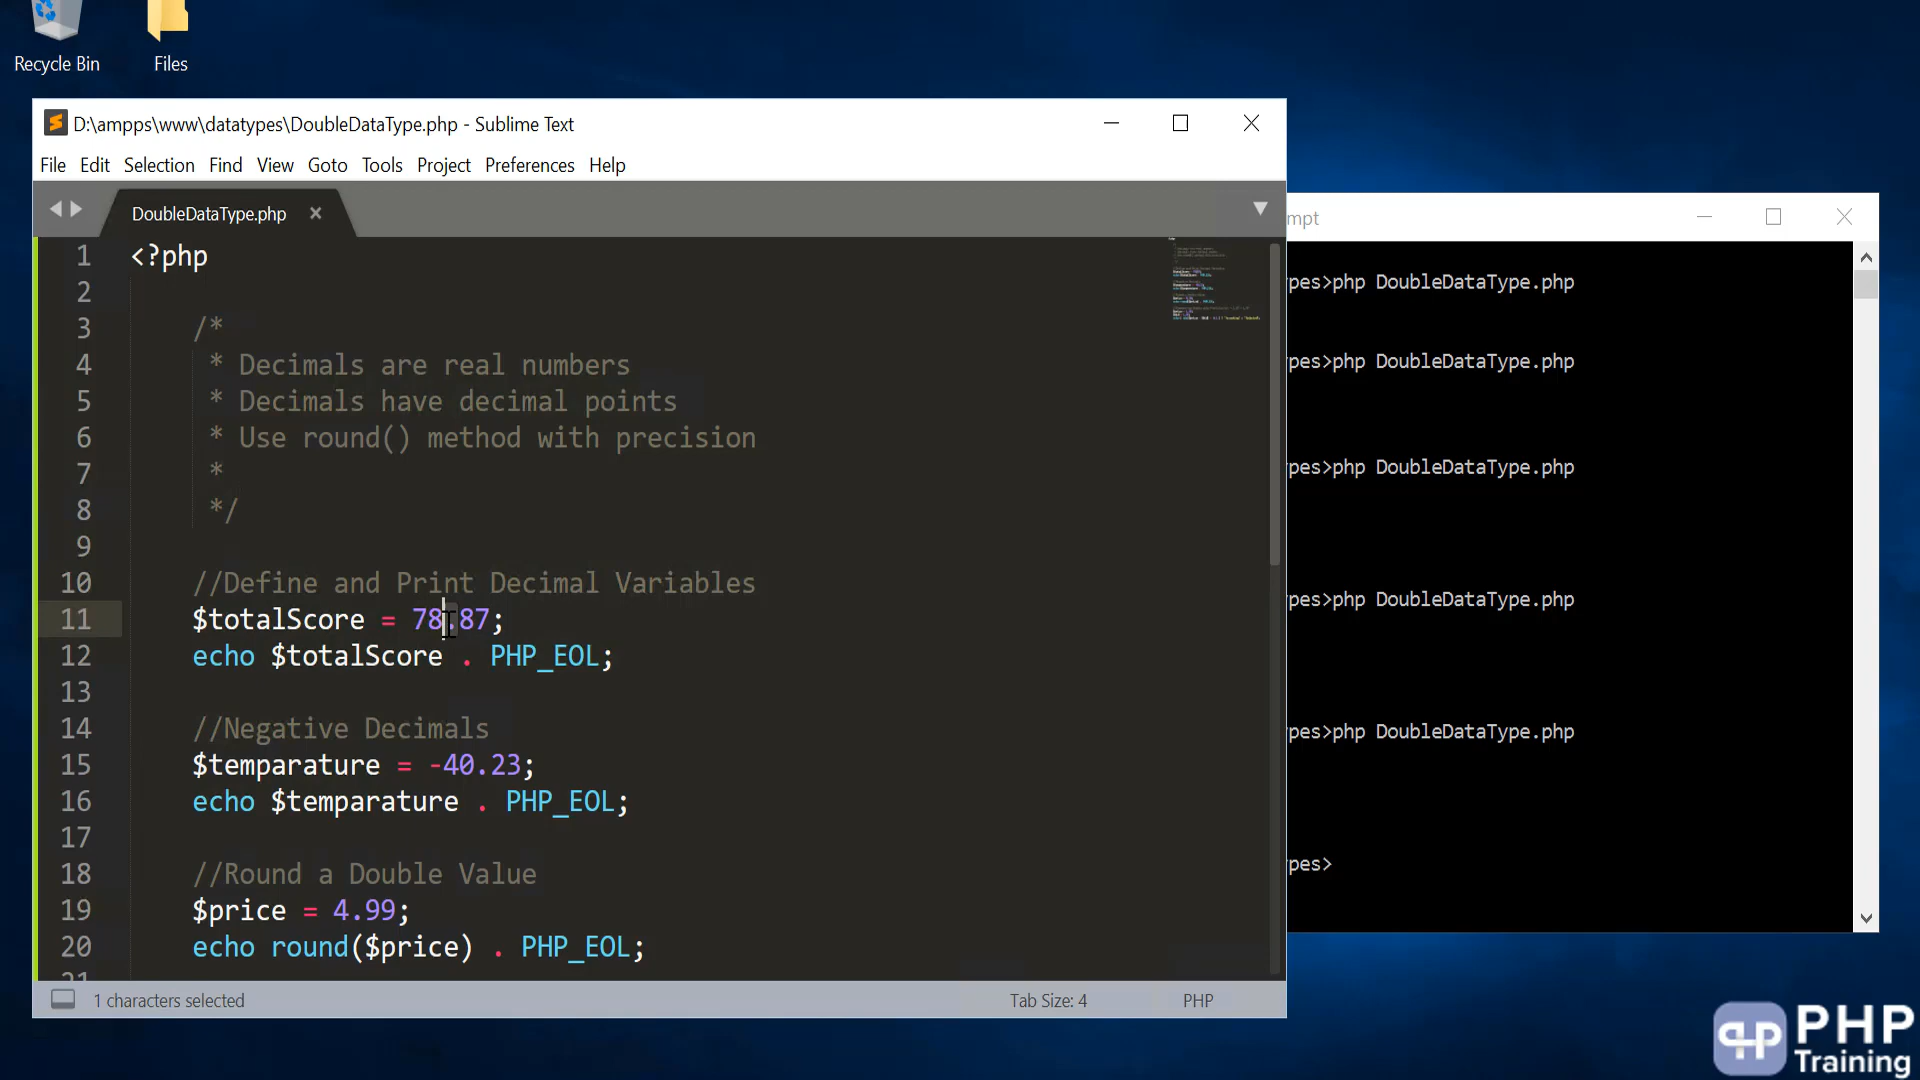 Recycle Bin
Files
D:\ampps\www\datatypes\DoubleDataType.php - Sublime Text
File Edit Selection Find View Goto Tools Project Preferences Help
DoubleDataType.php
1 <?php
2
3 /*
4 * Decimals are real numbers
5 * Decimals have decimal points
6 * Use round() method with precision
7 *
8 */
9
10 //Define and Print Decimal Variables
11 $totalScore = 78.87;
12 echo $totalScore . PHP_EOL;
13
14 //Negative Decimals
15 $temparature = -40.23;
16 echo $temparature . PHP_EOL;
17
18 //Round a Double Value
19 $price = 4.99;
20 echo round($price) . PHP_EOL;
21
1 characters selected
Tab Size: 4
PHP
mpt
pes>php DoubleDataType.php
pes>php DoubleDataType.php
pes>php DoubleDataType.php
pes>php DoubleDataType.php
pes>php DoubleDataType.php
pes>
php PHP
Training